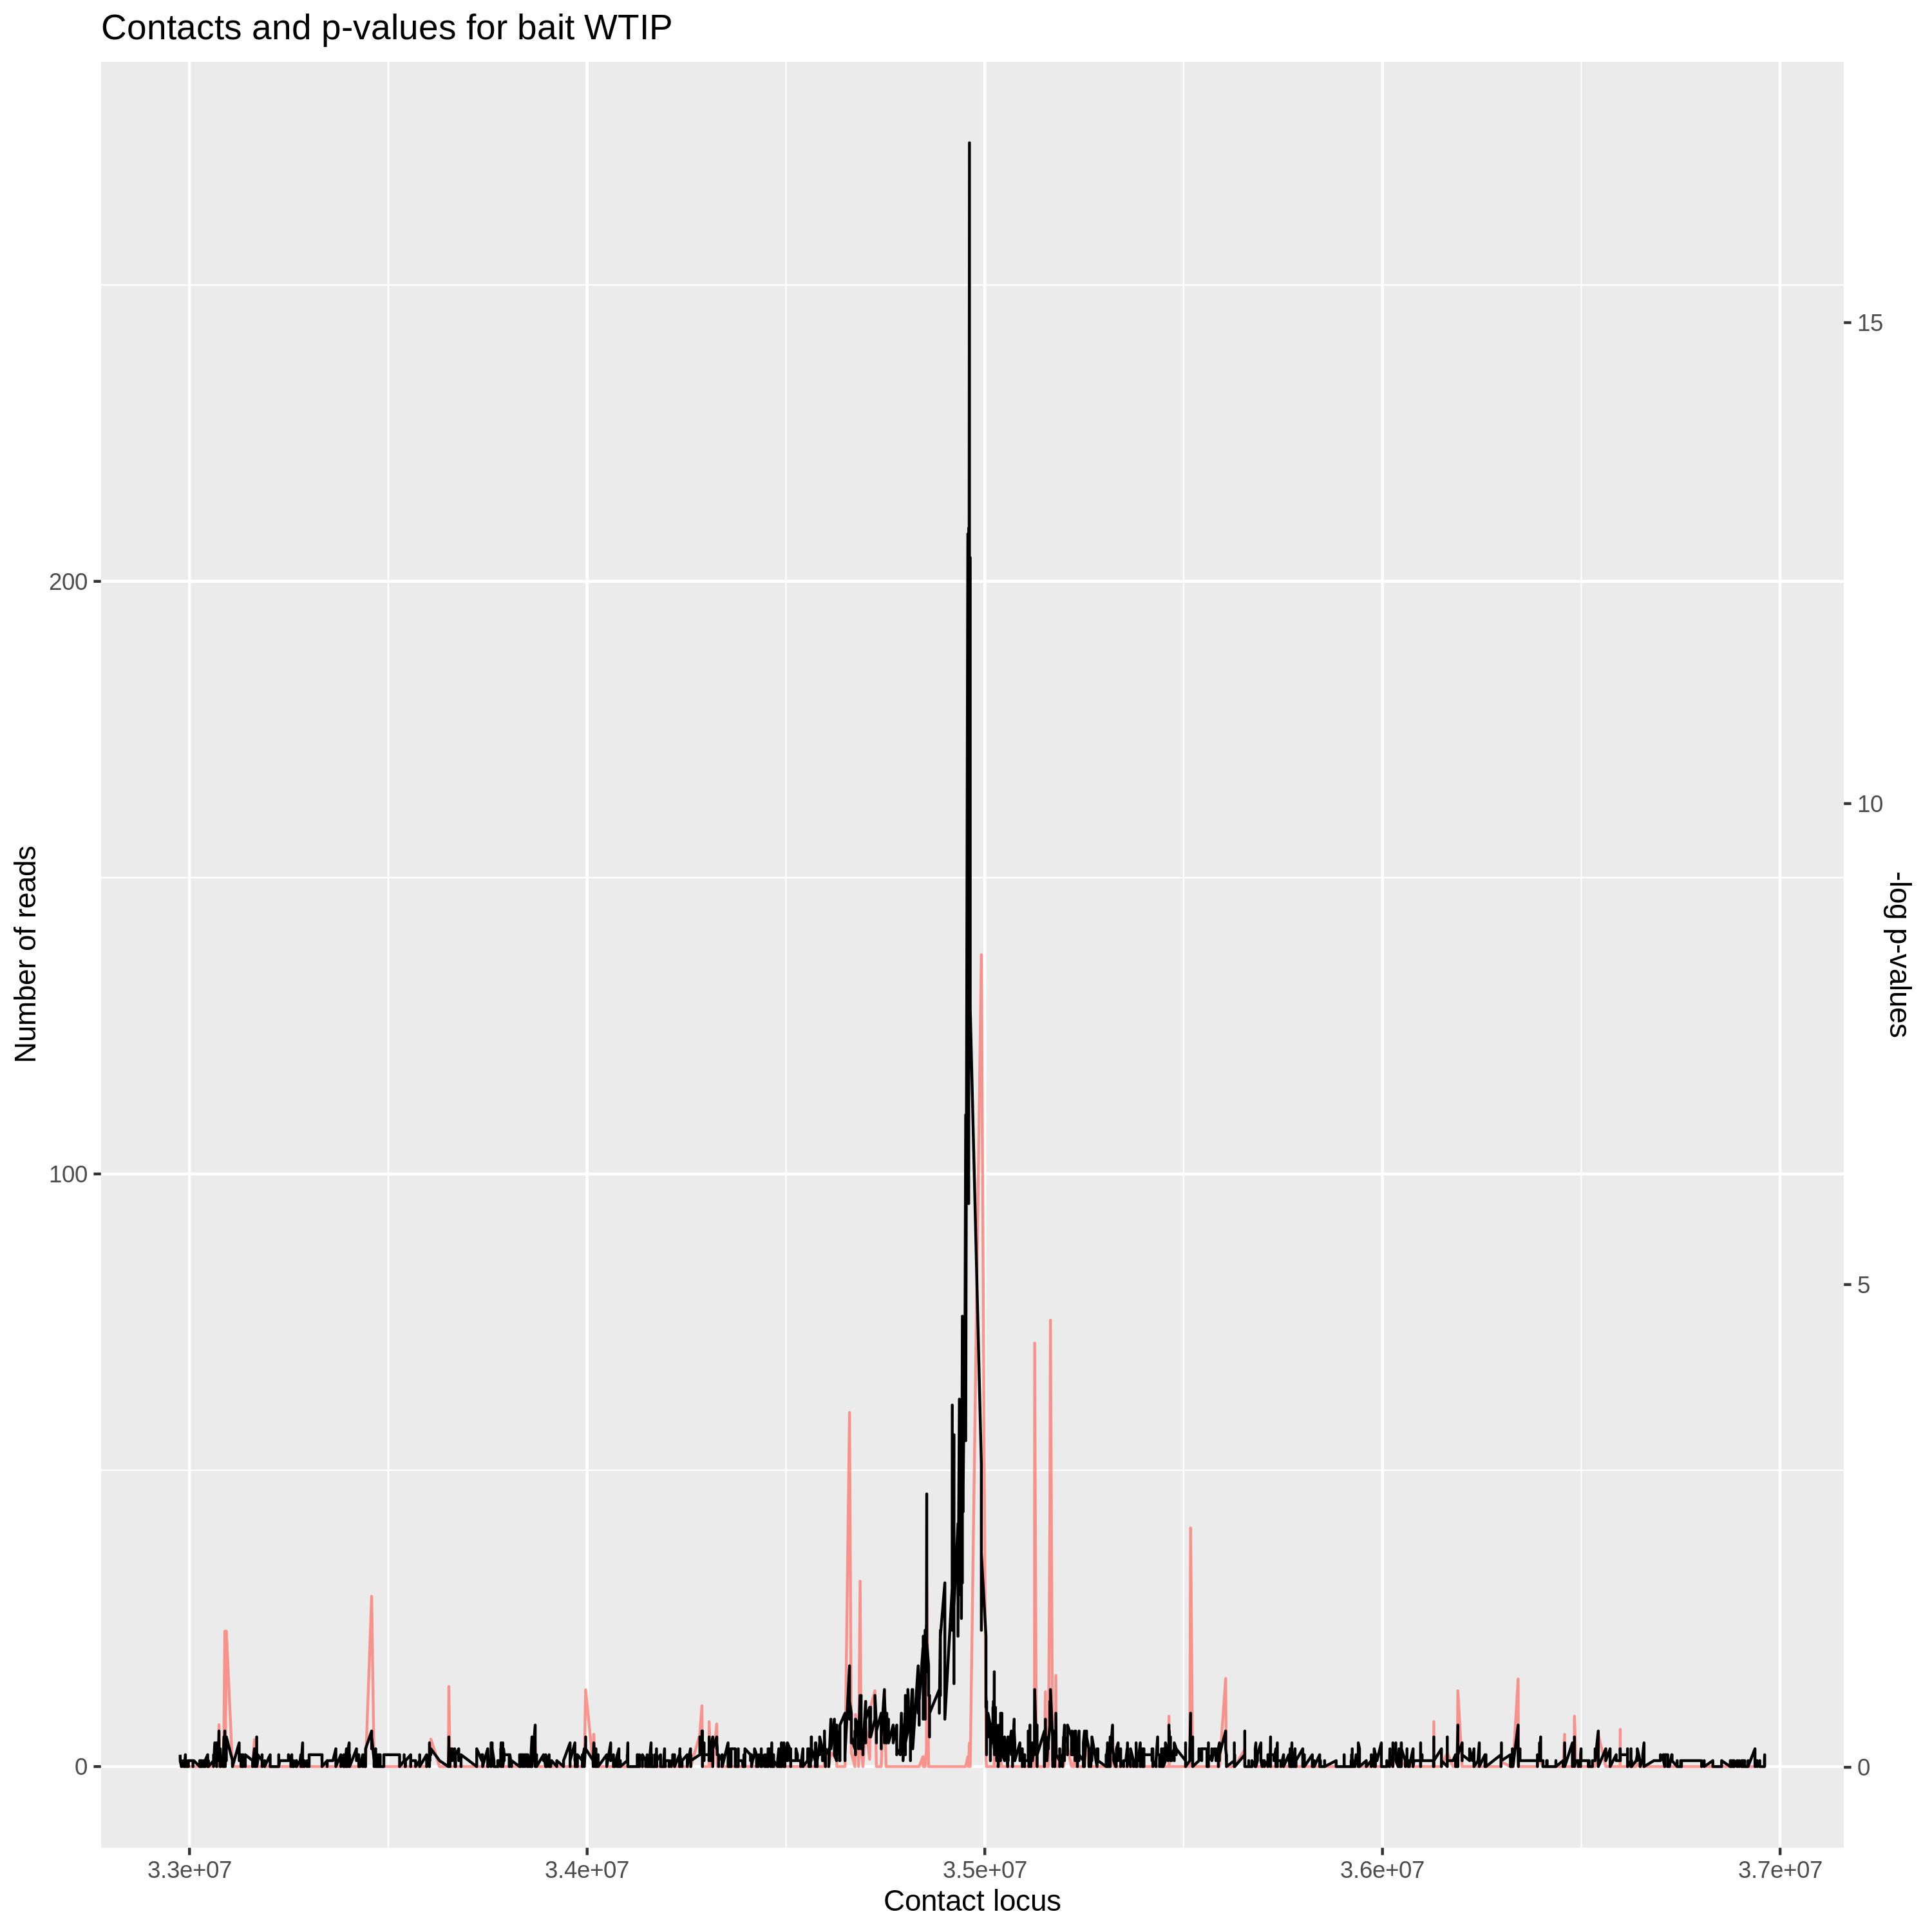 Contacts and p-values for bait WTIP
Number of reads
200
100
0
15
10
5
0
-log p-values
3.3e+07
3.4e+07
3.5e+07
3.6e+07
3.7e+07
Contact locus